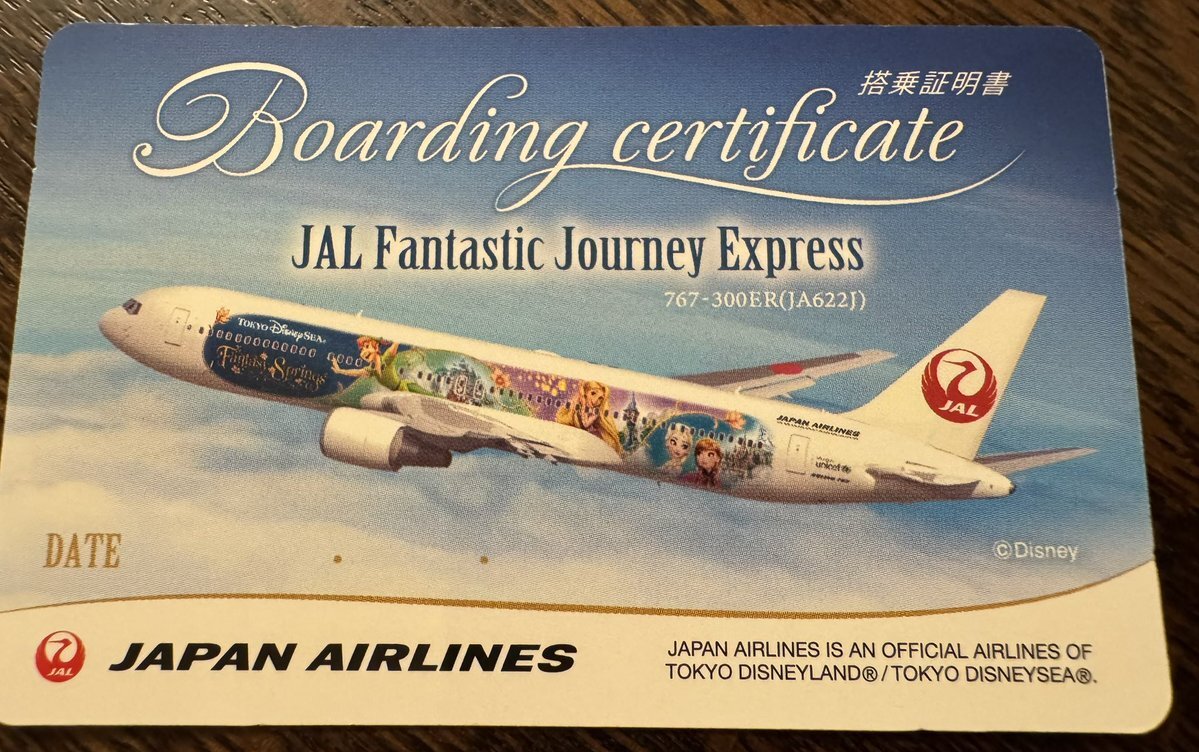 搭乗証明書
Boarding certificate
JAL Fantastic Journey Express
767-300ER(JA622J)
TOKYO DisneySEA®
Fantasy Springs
JAPAN AIRLINES
unicef
JAL
DATE . .
©Disney
JAL
JAPAN AIRLINES
JAPAN AIRLINES IS AN OFFICIAL AIRLINES OF
TOKYO DISNEYLAND®/TOKYO DISNEYSEA®.